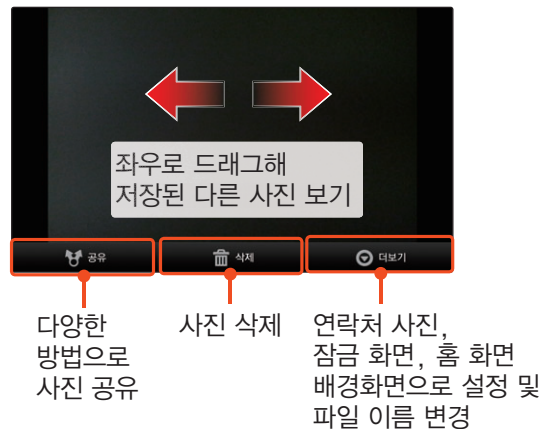 좌우로 드래그해
저장된 다른 사진 보기
공유
삭제
더보기
다양한
방법으로
사진 공유
사진 삭제
연락처 사진,
잠금 화면, 홈 화면
배경화면으로 설정 및
파일 이름 변경